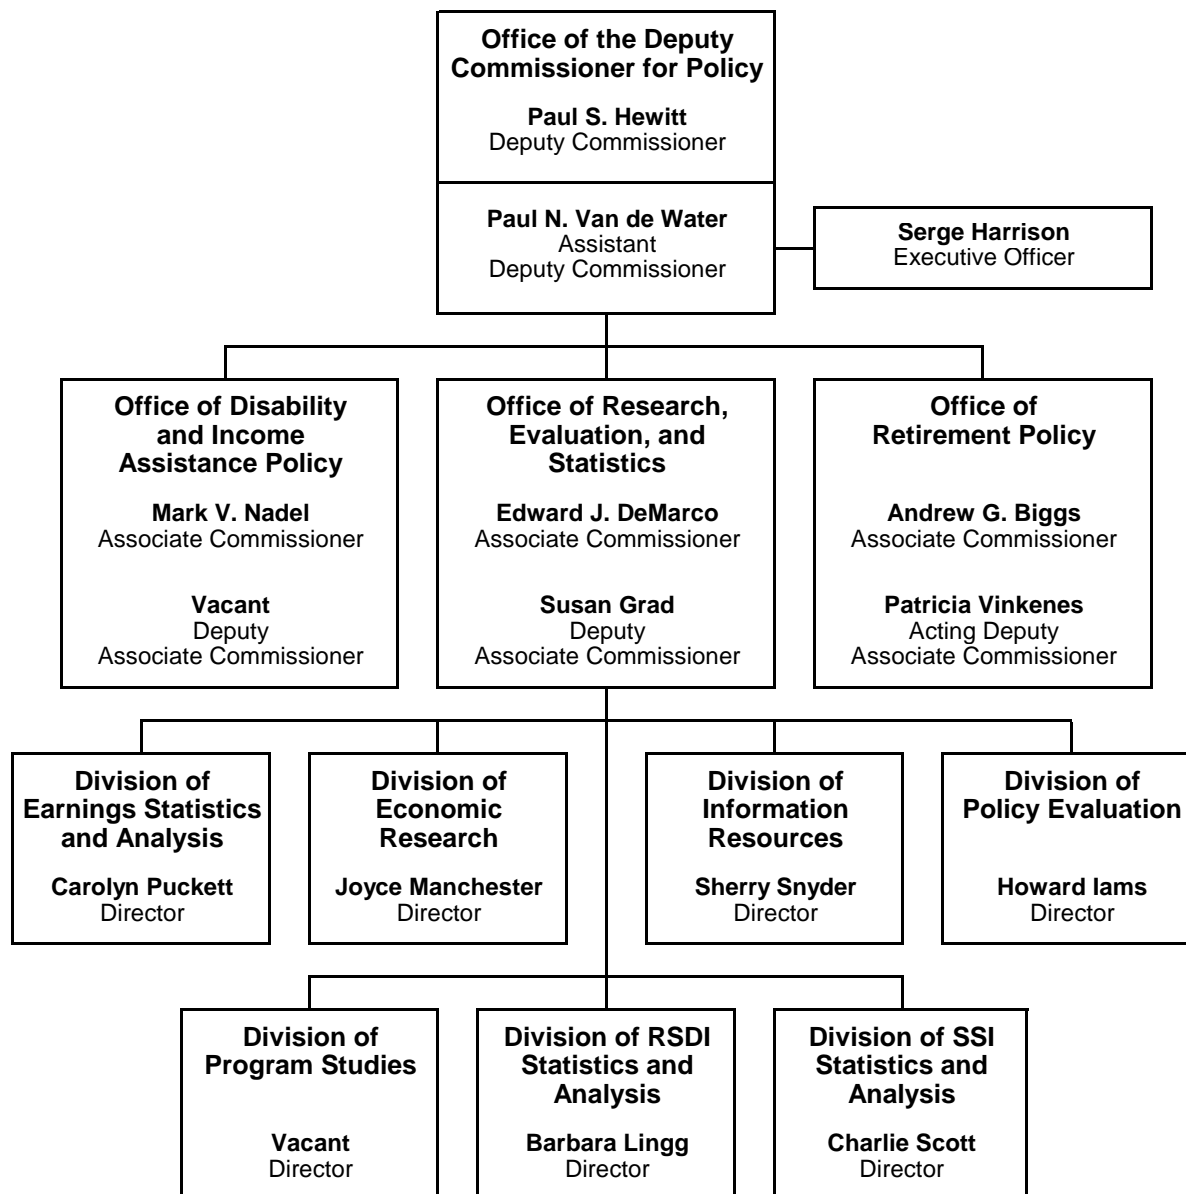 Office of the Deputy
Commissioner for Policy
Paul S. Hewitt
Deputy Commissioner
Paul N. Van de Water
Assistant
Deputy Commissioner
Serge Harrison
Executive Officer
Office of Disability
and Income
Assistance Policy
Mark V. Nadel
Associate Commissioner
Vacant
Deputy
Associate Commissioner
Office of Research,
Evaluation, and
Statistics
Edward J. DeMarco
Associate Commissioner
Susan Grad
Deputy
Associate Commissioner
Office of
Retirement Policy
Andrew G. Biggs
Associate Commissioner
Patricia Vinkenes
Acting Deputy
Associate Commissioner
Division of
Earnings Statistics
and Analysis
Carolyn Puckett
Director
Division of
Economic
Research
Joyce Manchester
Director
Division of
Information
Resources
Sherry Snyder
Director
Division of
Policy Evaluation
Howard Iams
Director
Division of
Program Studies
Vacant
Director
Division of RSDI
Statistics and
Analysis
Barbara Lingg
Director
Division of SSI
Statistics and
Analysis
Charlie Scott
Director